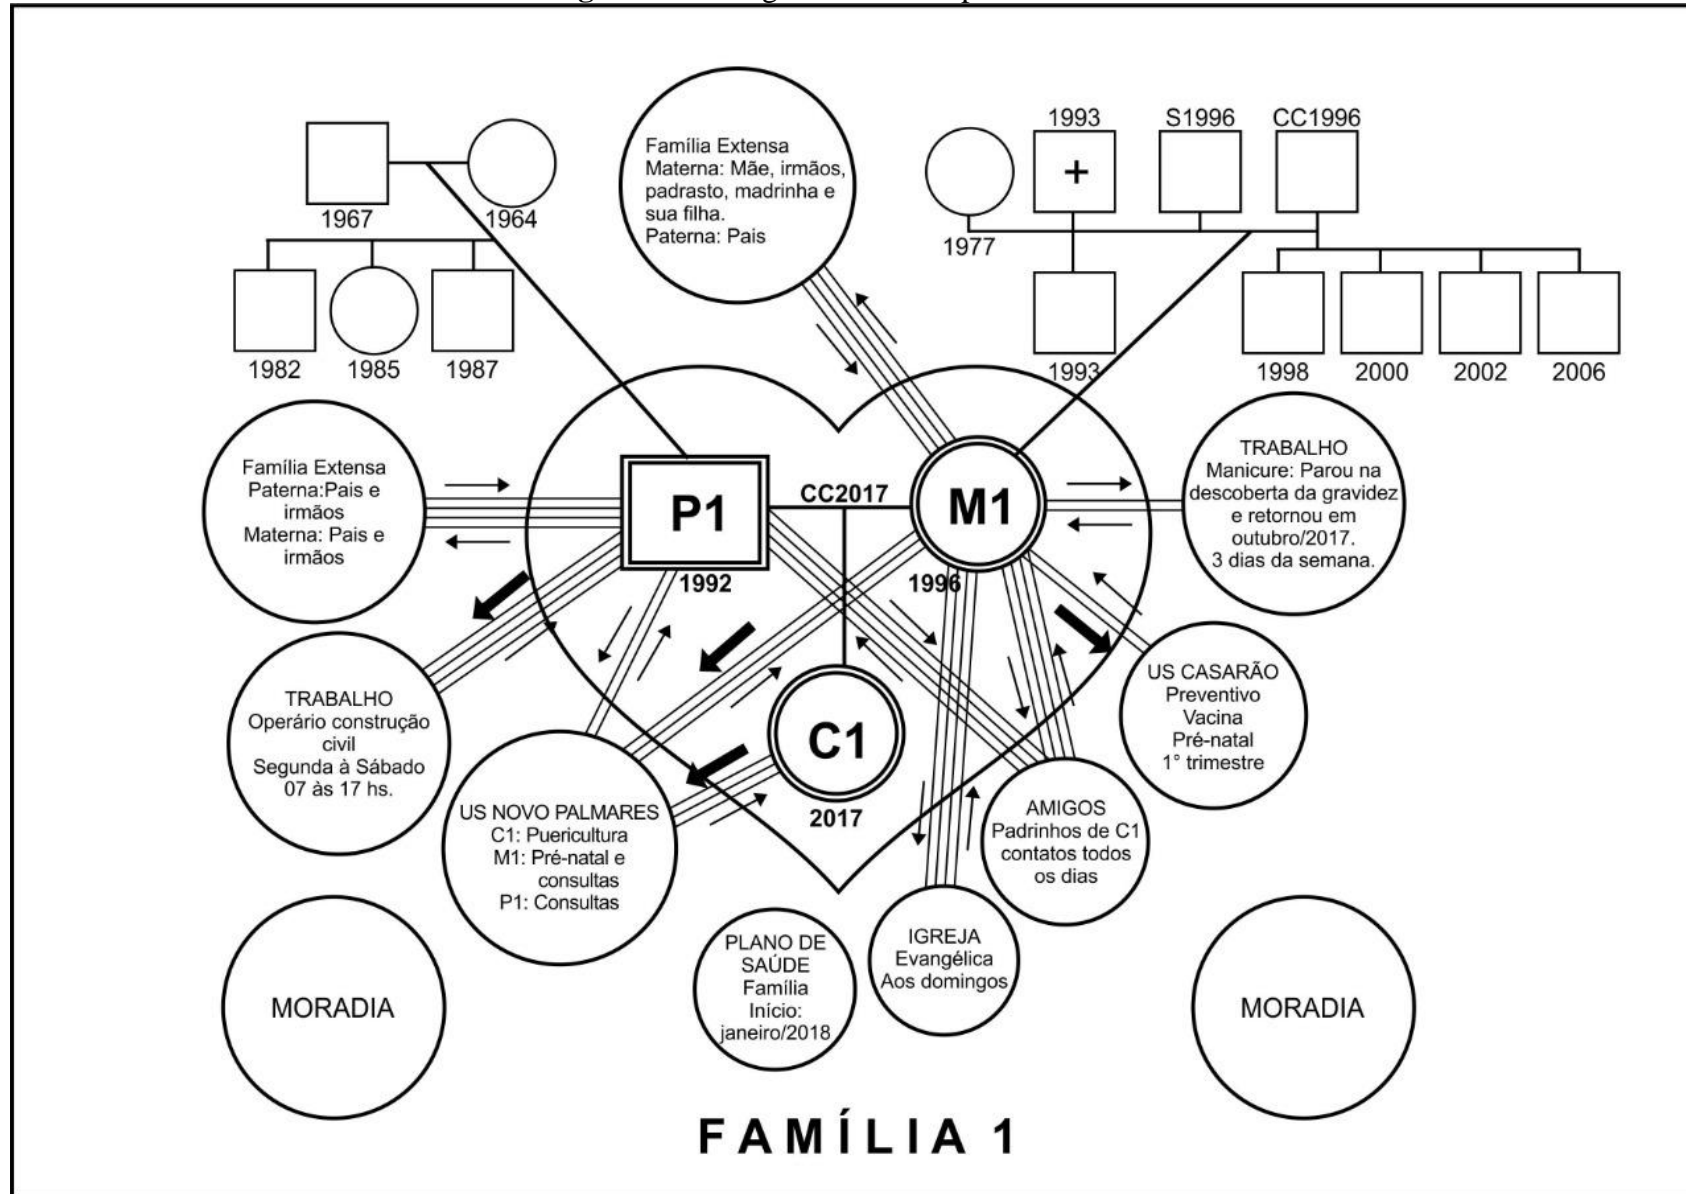 1967
1964
1982
1985
1987
Família Extensa
Materna: Mãe, irmãos,
padrasto, madrinha e
sua filha.
Paterna: Pais
1993
S1996
CC1996
+
1977
1993
1998
2000
2002
2006
Família Extensa
Paterna:Pais e
irmãos
Materna: Pais e
irmãos
P1
1992
CC2017
M1
1996
TRABALHO
Manicure: Parou na
descoberta da gravidez
e retornou em
outubro/2017.
3 dias da semana.
TRABALHO
Operário construção
civil
Segunda à Sábado
07 às 17 hs.
C1
2017
US CASARÃO
Preventivo
Vacina
Pré-natal
1° trimestre
US NOVO PALMARES
C1: Puericultura
M1: Pré-natal e
consultas
P1: Consultas
AMIGOS
Padrinhos de C1
contatos todos
os dias
MORADIA
PLANO DE
SAÚDE
Família
Início:
janeiro/2018
IGREJA
Evangélica
Aos domingos
MORADIA
FAMÍLIA 1